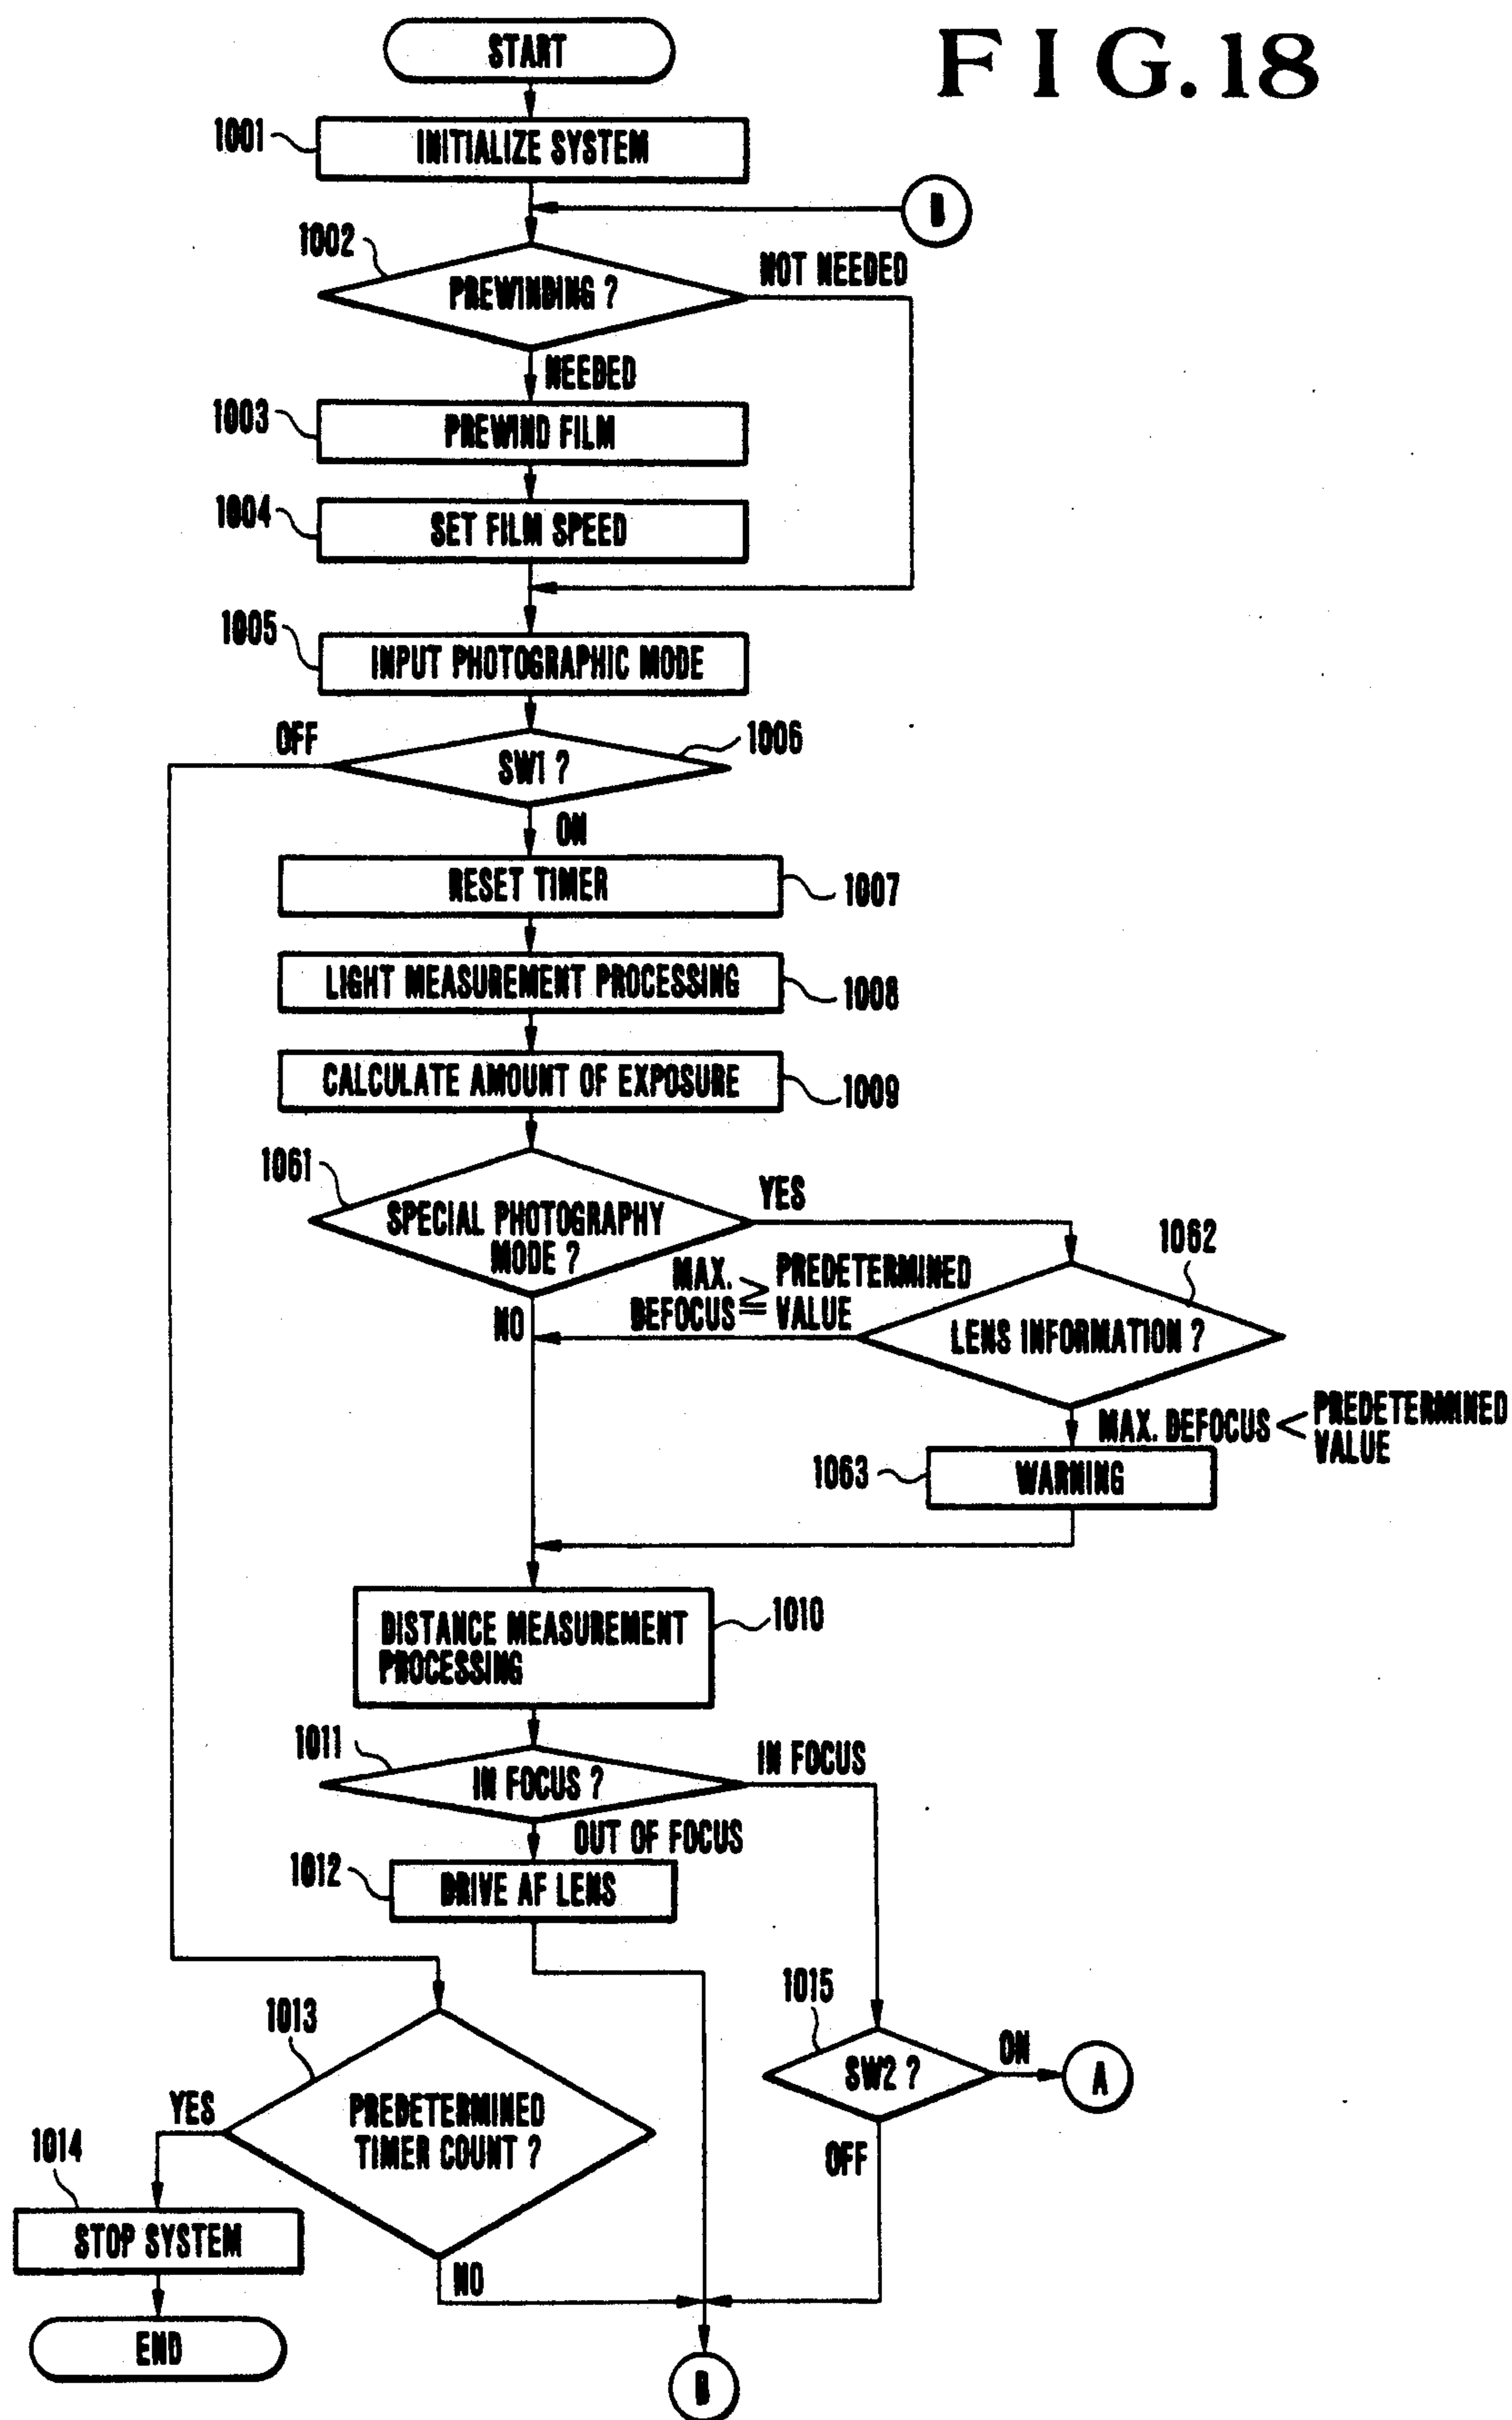 FIG.18
START
1001
INITIALIZE SYSTEM
B
1002
PREWINDING ?
NOT NEEDED
NEEDED
1003
PREWIND FILM
1004
SET FILM SPEED
1005
INPUT PHOTOGRAPHIC MODE
OFF
SW1 ?
1006
ON
RESET TIMER
1007
LIGHT MEASUREMENT PROCESSING
1008
CALCULATE AMOUNT OF EXPOSURE
1009
1061
SPECIAL PHOTOGRAPHY
MODE ?
YES
1062
MAX. ≧ PREDETERMINED
DEFOCUS VALUE
NO
LENS INFORMATION ?
MAX. DEFOCUS < PREDETERMINED
VALUE
1063
WARNING
DISTANCE MEASUREMENT
PROCESSING
1010
1011
IN FOCUS ?
IN FOCUS
OUT OF FOCUS
1012
DRIVE AF LENS
1013
PREDETERMINED
TIMER COUNT ?
YES
NO
1015
SW2 ?
ON
A
OFF
1014
STOP SYSTEM
END
B